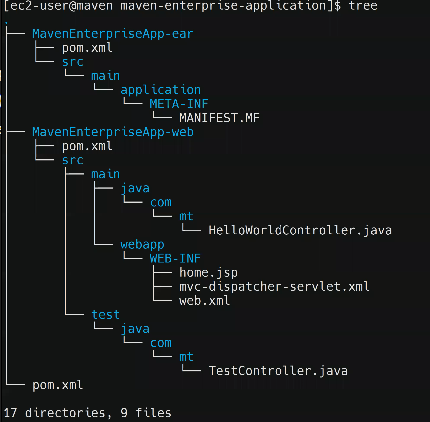 [ec2-user@maven maven-enterprise-application]$ tree
.
├── MavenEnterpriseApp-ear
│   ├── pom.xml
│   └── src
│       └── main
│           └── application
│               └── META-INF
│                   └── MANIFEST.MF
├── MavenEnterpriseApp-web
│   ├── pom.xml
│   └── src
│       ├── main
│       │   ├── java
│       │   │   └── com
│       │   │       └── mt
│       │   │           └── HelloWorldController.java
│       │   └── webapp
│       │       └── WEB-INF
│       │           ├── home.jsp
│       │           ├── mvc-dispatcher-servlet.xml
│       │           └── web.xml
│       └── test
│           └── java
│               └── com
│                   └── mt
│                       └── TestController.java
└── pom.xml
17 directories, 9 files